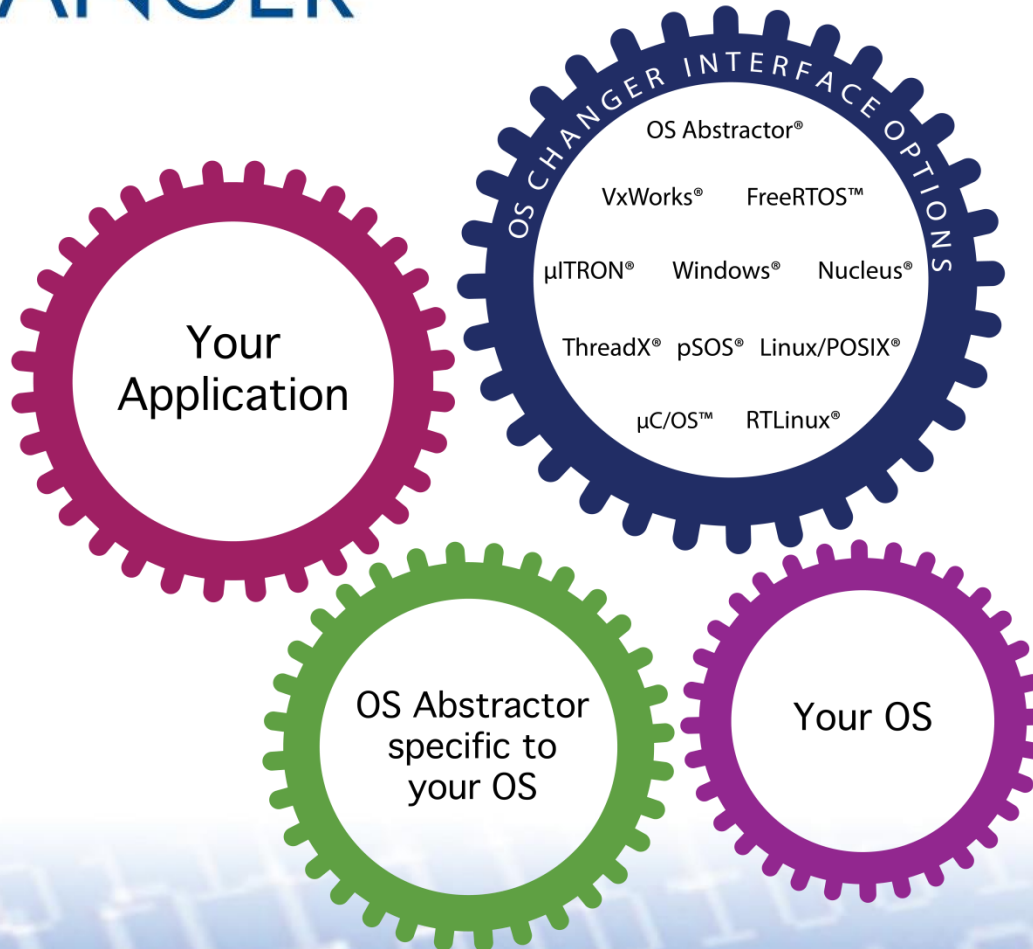 OS CHANGER INTERFACE OPTIONS
OS Abstractor®
VxWorks® FreeRTOS™
µITRON® Windows® Nucleus®
ThreadX® pSOS® Linux/POSIX®
µC/OS™ RTLinux®
Your
Application
OS Abstractor
specific to
your OS
Your OS